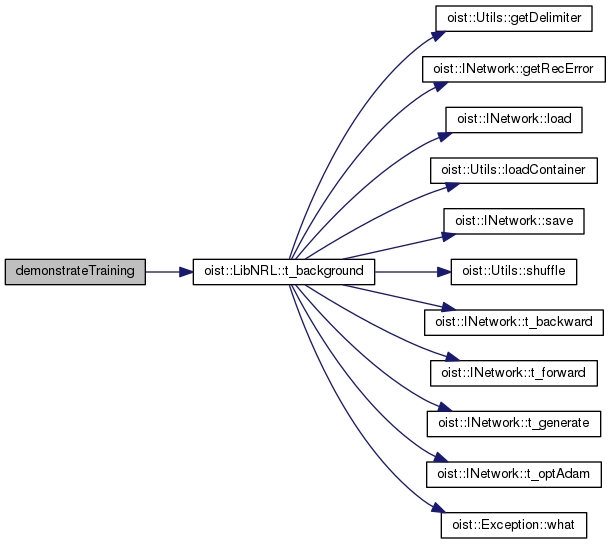 oist::Utils::getDelimiter
oist::INetwork::getRecError
oist::INetwork::load
oist::Utils::loadContainer
oist::INetwork::save
demonstrateTraining
oist::LibNRL::t_background
oist::Utils::shuffle
oist::INetwork::t_backward
oist::INetwork::t_forward
oist::INetwork::t_generate
oist::INetwork::t_optAdam
oist::Exception::what